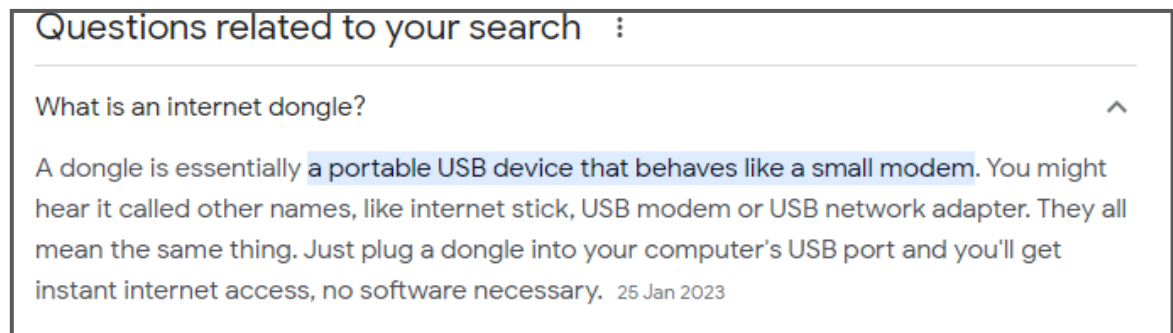 Questions related to your search
What is an internet dongle?
A dongle is essentially a portable USB device that behaves like a small modem. You might
hear it called other names, like internet stick, USB modem or USB network adapter. They all
mean the same thing. Just plug a dongle into your computer's USB port and you'll get
instant internet access, no software necessary. 25 Jan 2023